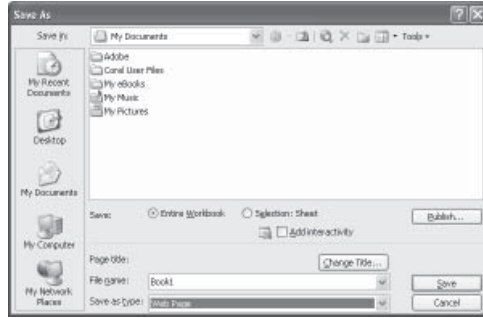 Save As
Save in:
My Documents
Tools
My Recent
Documents
Desktop
My Documents
My Computer
My Network
Places
Adobe
Corel User Files
My eBooks
My Music
My Pictures
Save:
Entire Workbook
Selection: Sheet
Publish...
Add interactivity
Page title:
Change Title...
File name:
Book1
Save
Save as type:
Web Page
Cancel